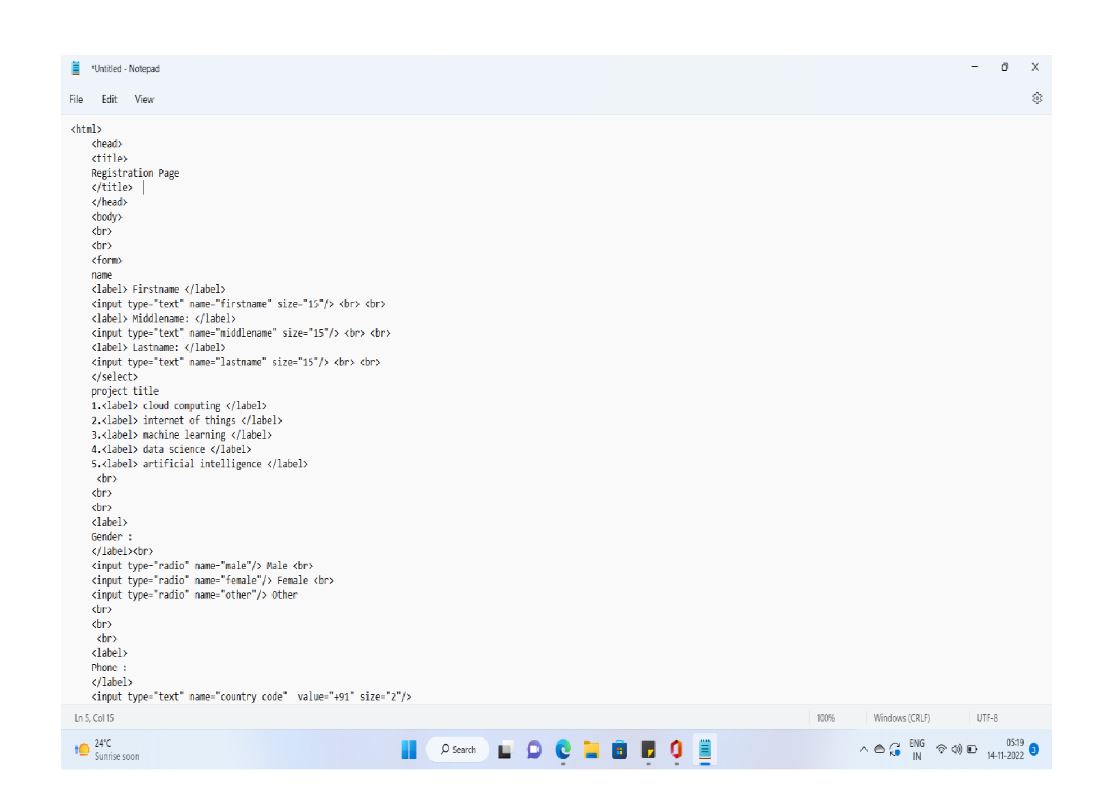 *Untitled - Notepad
File Edit View
<html>
<head>
<title>
Registration Page
</title>
</head>
<body>
<br>
<br>
<form>
name
<label> Firstname </label>
<input type="text" name="firstname" size="15"/> <br> <br>
<label> Middlename: </label>
<input type="text" name="middlename" size="15"/> <br> <br>
<label> Lastname: </label>
<input type="text" name="lastname" size="15"/> <br> <br>
</select>
project title
1.<label> cloud computing </label>
2.<label> internet of things </label>
3.<label> machine learning </label>
4.<label> data science </label>
5.<label> artificial intelligence </label>
<br>
<br>
<br>
<label>
Gender :
</label><br>
<input type="radio" name="male"/> Male <br>
<input type="radio" name="female"/> Female <br>
<input type="radio" name="other"/> Other
<br>
<br>
<br>
<label>
Phone :
</label>
<input type="text" name="country code" value="+91" size="2"/>
Ln 5, Col 15 100% Windows (CRLF) UTF-8
24°C
Sunrise soon
Search
ENG
IN
05:19
14-11-2022
3